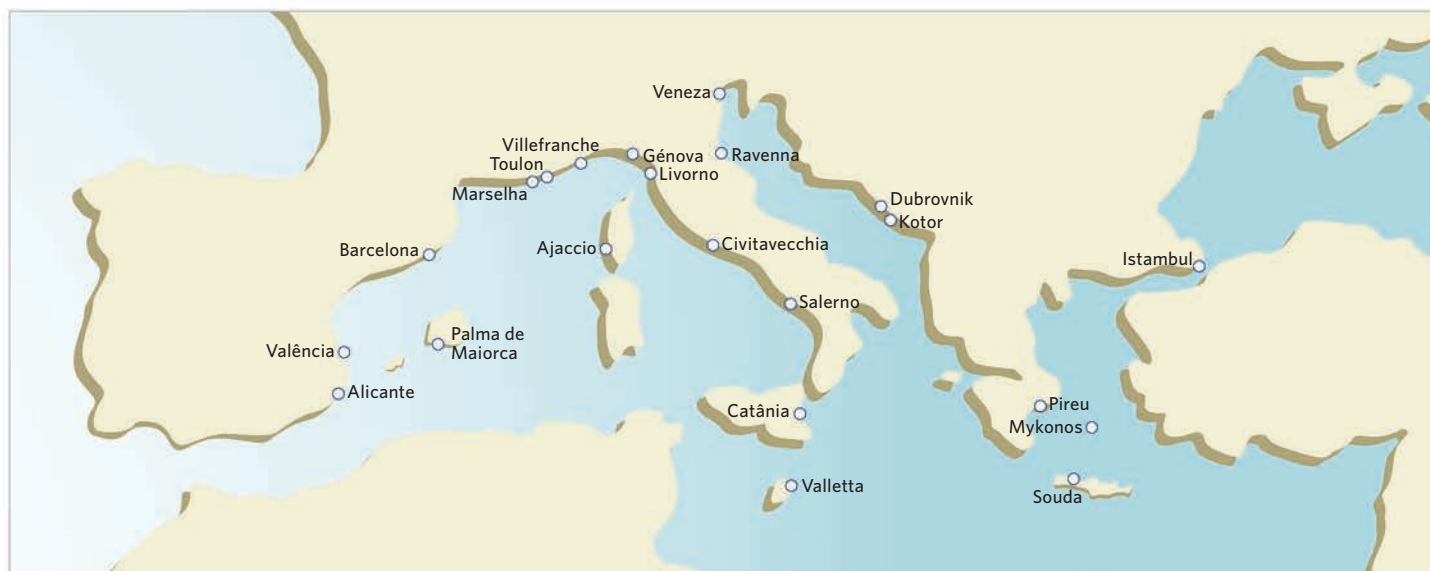 Veneza
Villefranche
Génova
Ravenna
Toulon
Livorno
Marselha
Dubrovnik
Kotor
Barcelona
Ajaccio
Civitavecchia
Istambul
Salerno
Palma de
Maiorca
Valência
Alicante
Catânia
Pireu
Mykonos
Valletta
Souda